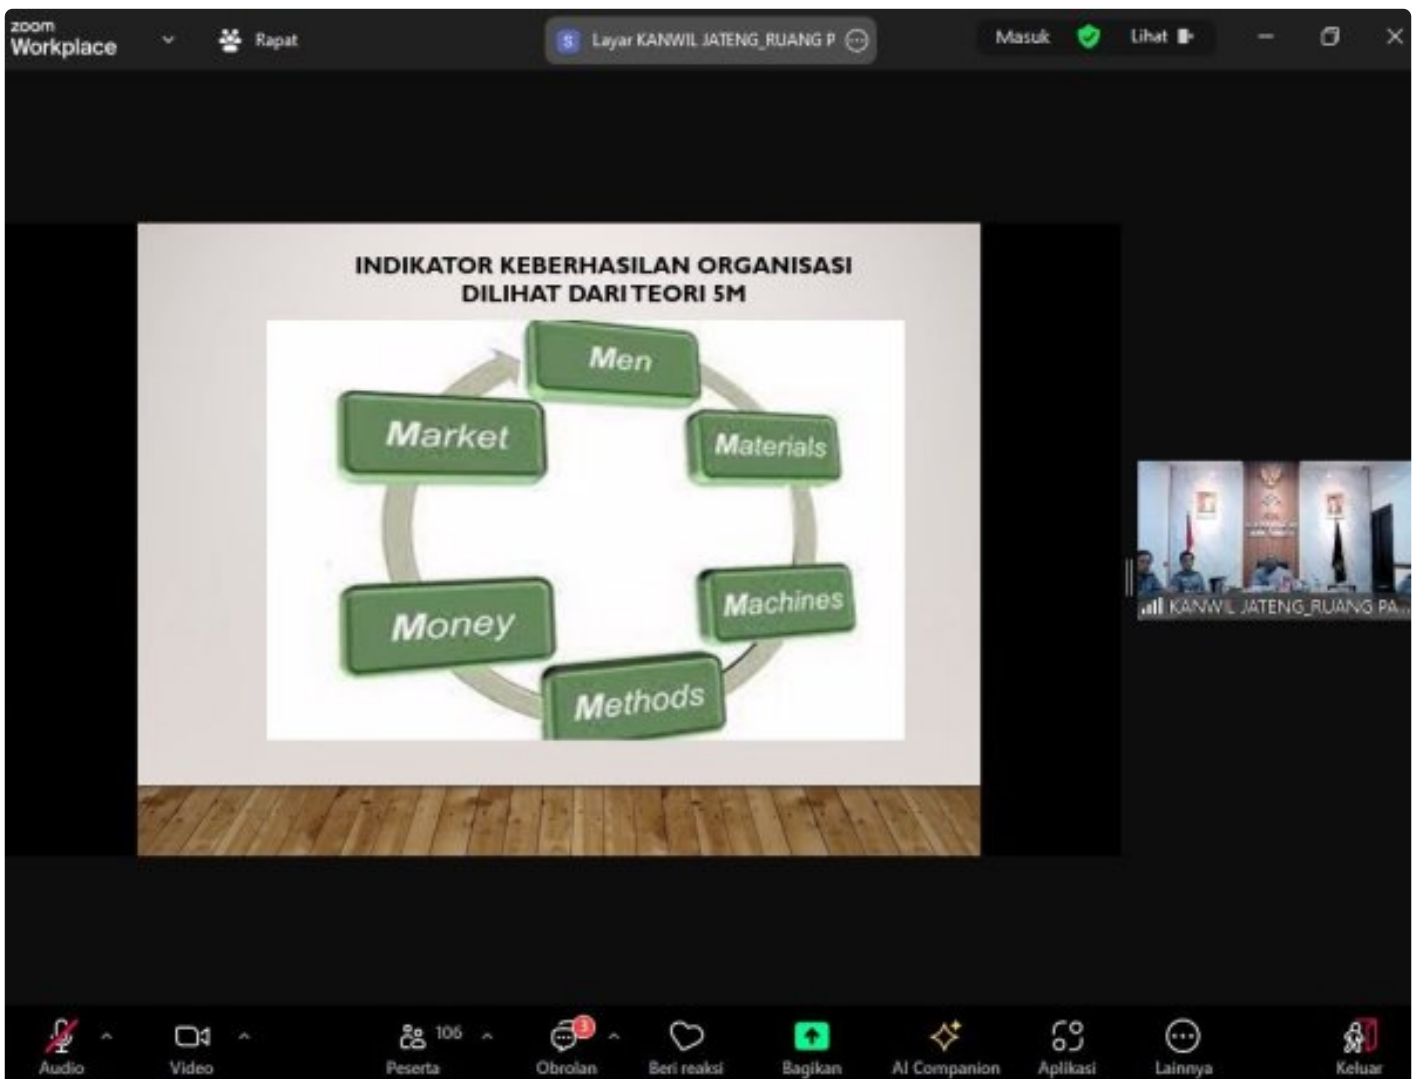 zoom
Workplace
Rapat
S
Layar KANWIL JATENG_RUANG P
Masuk
Lihat
INDIKATOR KEBERHASILAN ORGANISASI
DILIHAT DARI TEORI 5M
Men
Market
Materials
Money
Machines
Methods
KANWIL JATENG_RUANG PA...
106
3
Audio
Video
Peserta
Obrolan
Beri reaksi
Bagikan
AI Companion
Aplikasi
Lainnya
Keluar